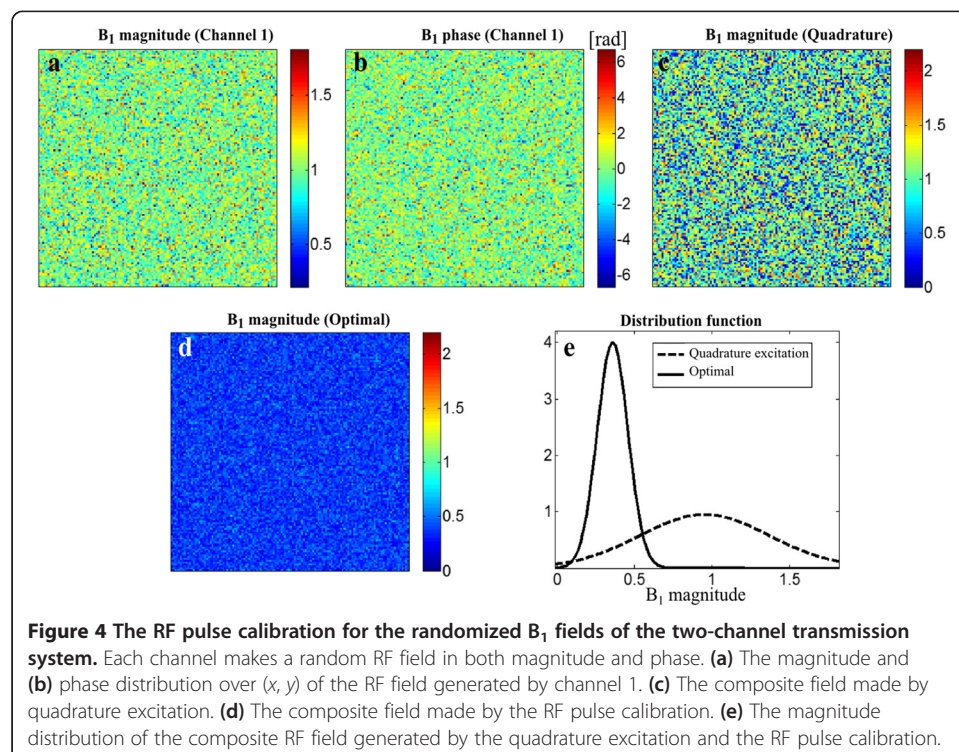 B1 magnitude (Channel 1)
a
1.5
1
0.5
B1 phase (Channel 1)
[rad]
b
6
4
2
0
-2
-4
-6
B1 magnitude (Quadrature)
c
2
1.5
1
0.5
0
B1 magnitude (Optimal)
d
2
1.5
1
0.5
0
Distribution function
e
Quadrature excitation
Optimal
4
3
2
1
0
0.5
1
1.5
B1 magnitude
Figure 4 The RF pulse calibration for the randomized B1 fields of the two-channel transmission
system. Each channel makes a random RF field in both magnitude and phase. (a) The magnitude and
(b) phase distribution over (x, y) of the RF field generated by channel 1. (c) The composite field made by
quadrature excitation. (d) The composite field made by the RF pulse calibration. (e) The magnitude
distribution of the composite RF field generated by the quadrature excitation and the RF pulse calibration.